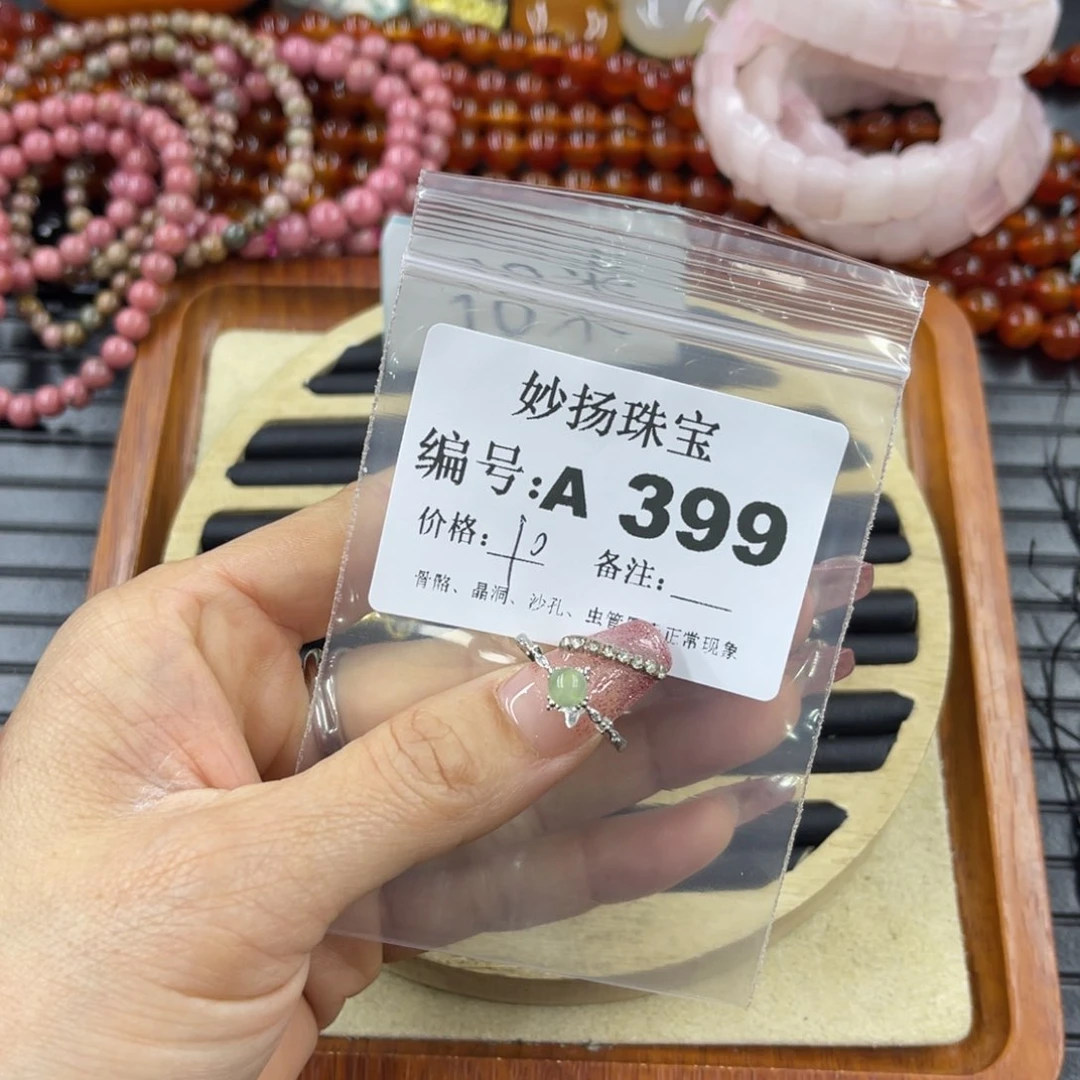 妙扬珠宝
编号:A 399
价格: 10 备注:
骨骼、晶洞、沙孔、虫管 正常现象